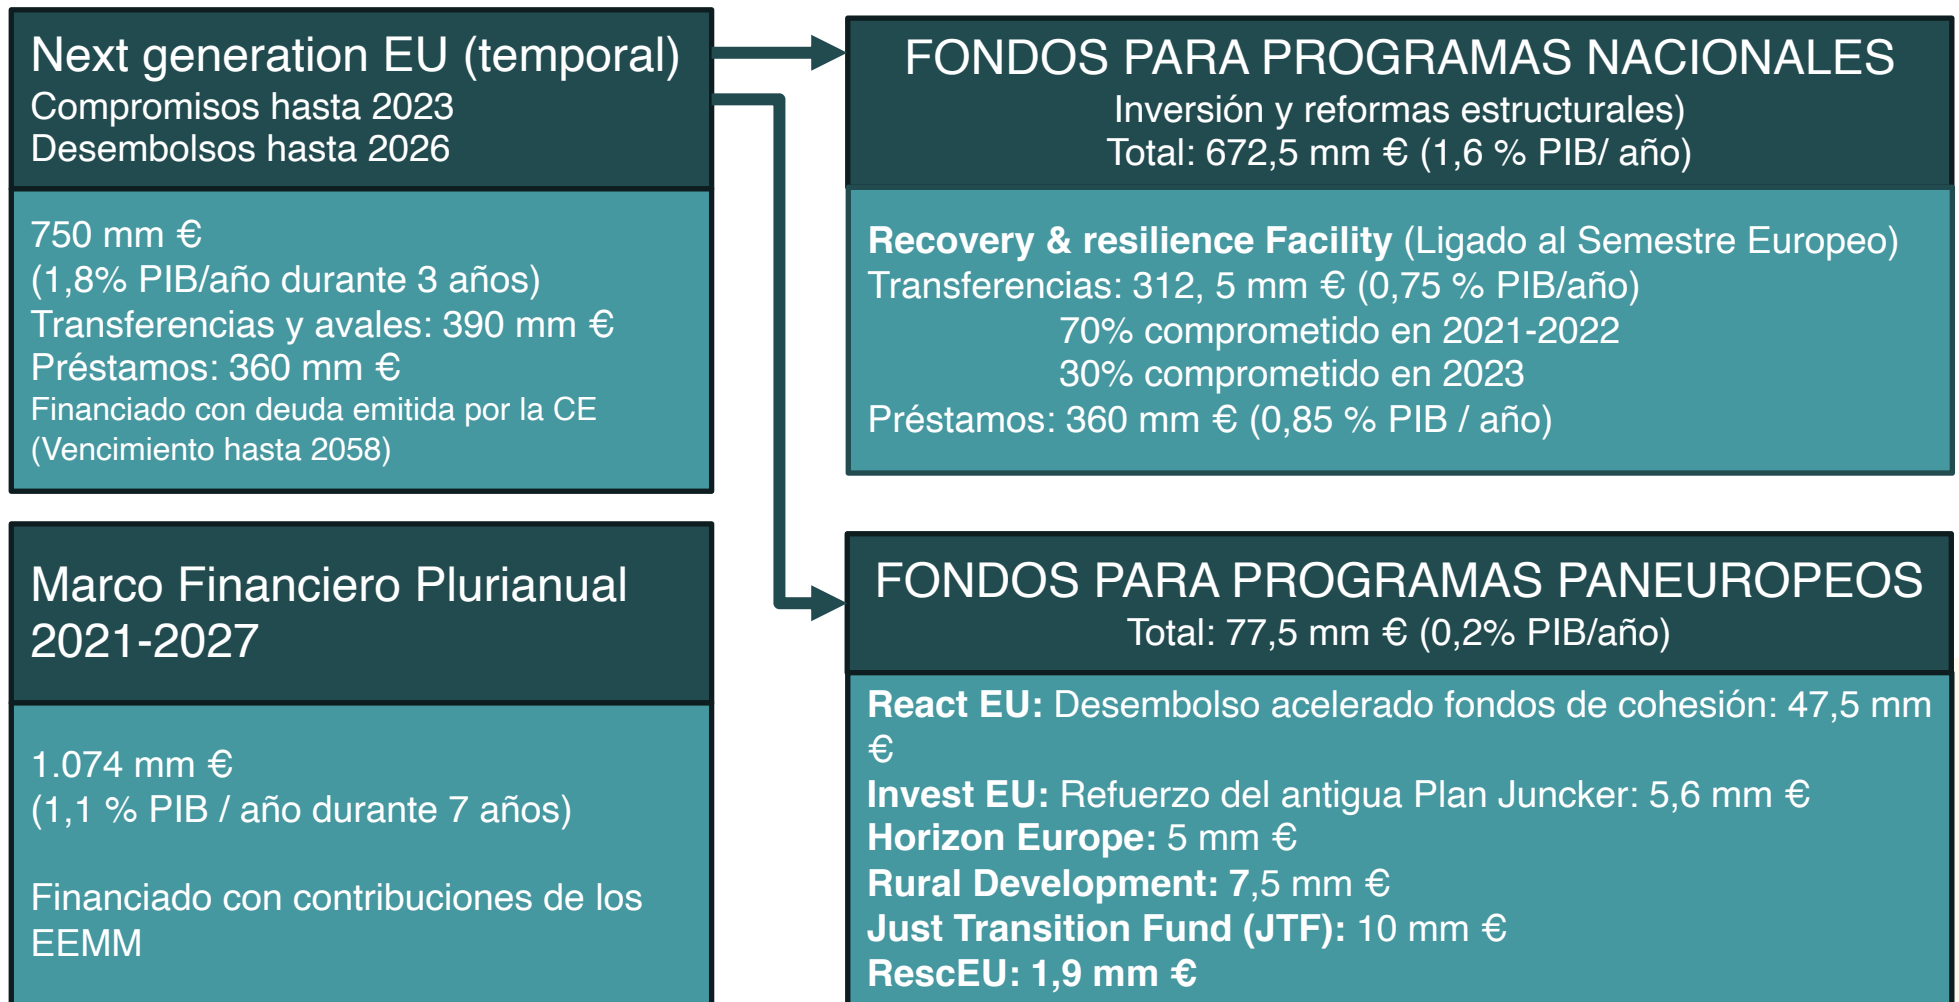 Next generation EU (temporal)
Compromisos hasta 2023
Desembolsos hasta 2026
750 mm €
(1,8% PIB/año durante 3 años)
Transferencias y avales: 390 mm €
Préstamos: 360 mm €
Financiado con deuda emitida por la CE
(Vencimiento hasta 2058)
FONDOS PARA PROGRAMAS NACIONALES
Inversión y reformas estructurales)
Total: 672,5 mm € (1,6 % PIB/ año)
Recovery & resilience Facility (Ligado al Semestre Europeo)
Transferencias: 312, 5 mm € (0,75 % PIB/año)
70% comprometido en 2021-2022
30% comprometido en 2023
Préstamos: 360 mm € (0,85 % PIB / año)
Marco Financiero Plurianual
2021-2027
1.074 mm €
(1,1 % PIB / año durante 7 años)
Financiado con contribuciones de los
EEMM
FONDOS PARA PROGRAMAS PANEUROPEOS
Total: 77,5 mm € (0,2% PIB/año)
React EU: Desembolso acelerado fondos de cohesión: 47,5 mm
€
Invest EU: Refuerzo del antigua Plan Juncker: 5,6 mm €
Horizon Europe: 5 mm €
Rural Development: 7,5 mm €
Just Transition Fund (JTF): 10 mm €
RescEU: 1,9 mm €